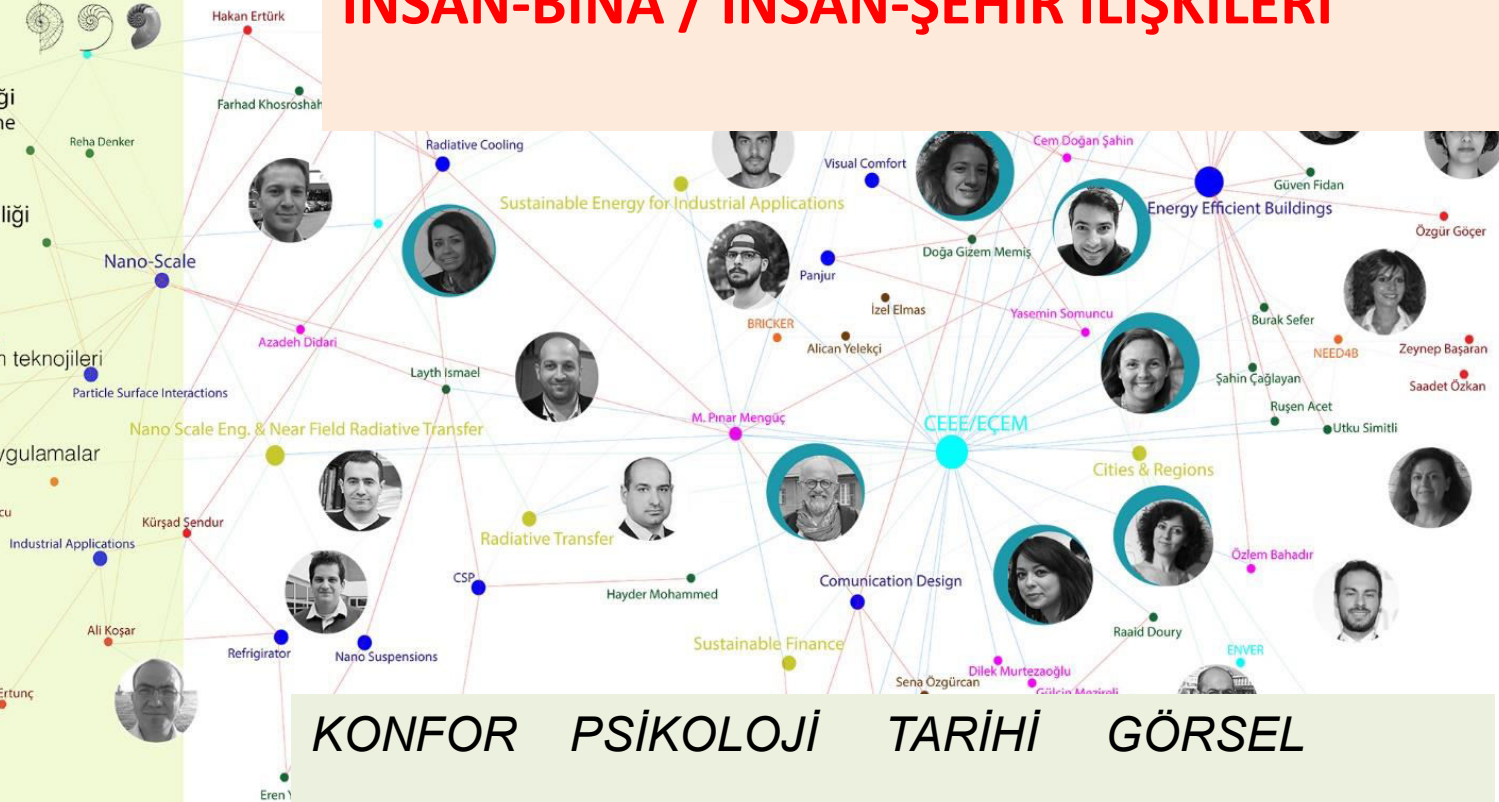 İNSAN-BİNA / İNSAN-ŞEHİR İLİŞKİLERİ
Hakan Ertürk
Farhad Khosroshah
Reha Denker
Radiative Cooling
Visual Comfort
Cem Doğan Şahin
Güven Fidan
Sustainable Energy for Industrial Applications
Energy Efficient Buildings
liği
Özgür Göçer
Doğa Gizem Memiş
Nano-Scale
Panjur
İzel Elmas
Yasemin Somuncu
Burak Sefer
BRICKER
Azadeh Didari
Alican Yelekçi
NEED4B
Zeynep Başaran
teknojileri
Layth Ismael
Şahin Çağlayan
Saadet Özkan
Particle Surface Interactions
Ruşen Acet
M. Pınar Mengüç
CEEE/EÇEM
Utku Simitli
Nano Scale Eng. & Near Field Radiative Transfer
ygulamalar
Cities & Regions
cu
Kürşad Şendur
Industrial Applications
Radiative Transfer
Özlem Bahadır
CSP
Comunication Design
Hayder Mohammed
Ali Koşar
Raaid Doury
Refrigirator
Nano Suspensions
Sustainable Finance
ENVER
Dilek Murtezaoğlu
Sena Özgürcan
Ertunç
KONFOR PSİKOLOJİ TARİHİ GÖRSEL
Eren